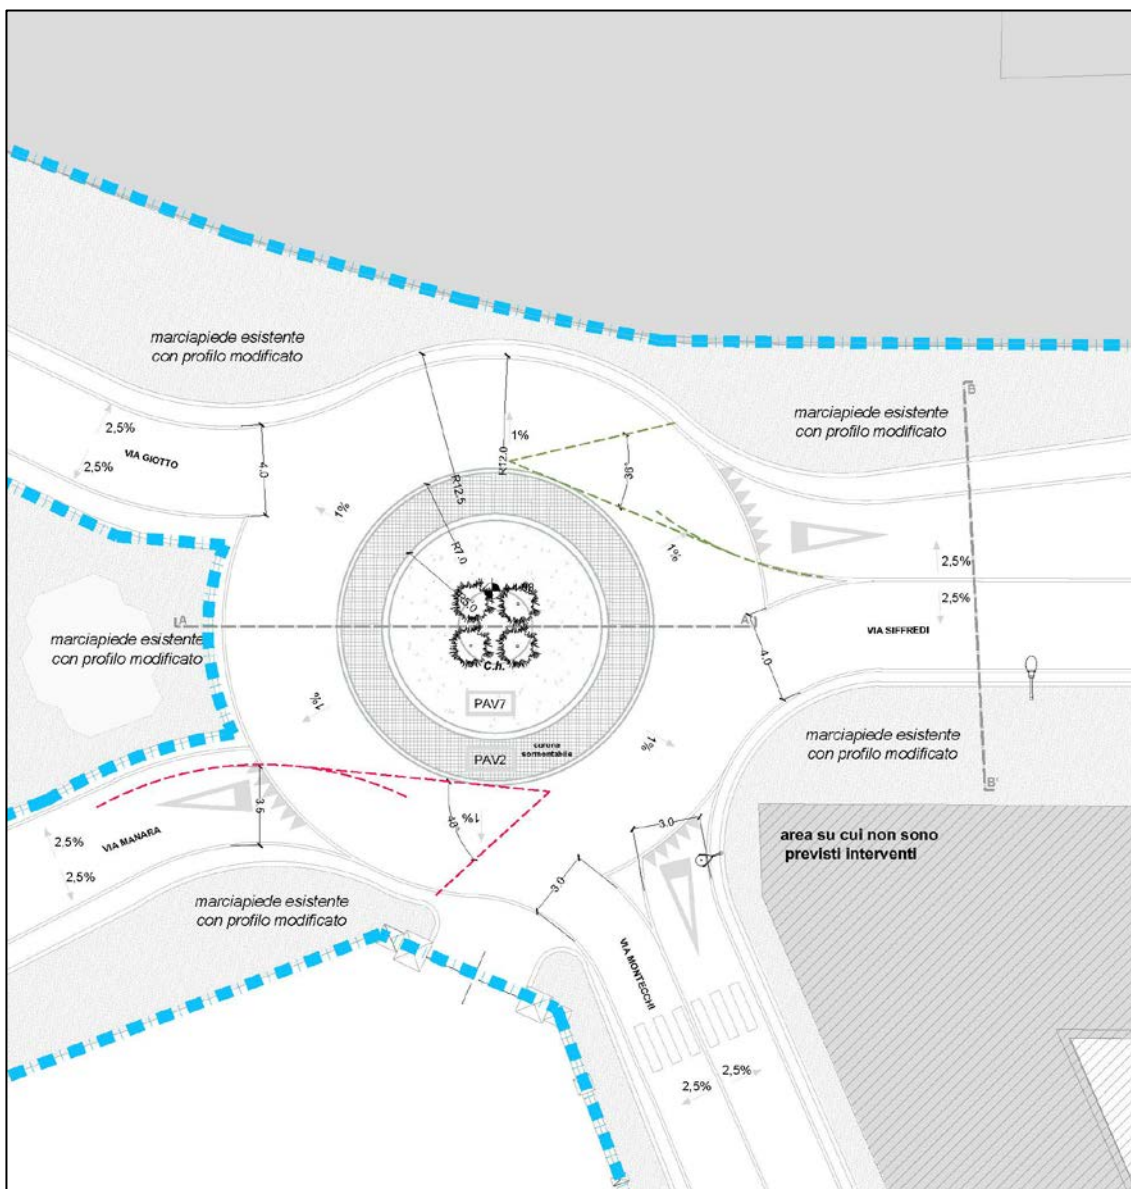 marciapiede esistente
con profilo modificato
B
marciapiede esistente
con profilo modificato
1%
2,5%
VIA GIOTTO
2,5%
4.0
R12.0
R12.5
38°
1%
1%
R7.0
2,5%
2,5%
A
marciapiede esistente
con profilo modificato
VIA SIFFREDI
4.0
C.h.
PAV7
1%
1%
corona
sormontabile
PAV2
marciapiede esistente
con profilo modificato
B'
3.5
1%
48°
2,5%
VIA MANARA
2,5%
3.0
area su cui non sono
previsti interventi
marciapiede esistente
con profilo modificato
3.0
VIA MONTECCHI
2,5%
2,5%